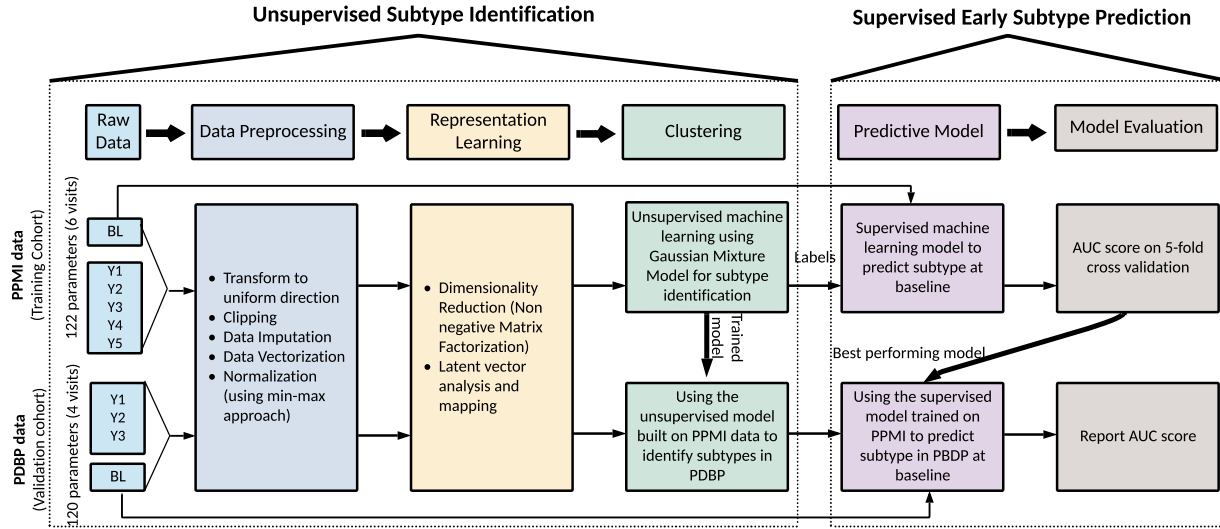 Unsupervised Subtype Identification
Supervised Early Subtype Prediction
Raw
Data
Data Preprocessing
Representation
Learning
Clustering
Predictive Model
Model Evaluation
PPMI data
(Training Cohort)
122 parameters (6 visits)
BL
Y1
Y2
Y3
Y4
Y5
PDBP data
(Validation cohort)
120 parameters (4 visits)
Y1
Y2
Y3
BL
• Transform to
uniform direction
• Clipping
• Data Imputation
• Data Vectorization
• Normalization
(using min-max
approach)
• Dimensionality
Reduction (Non
negative Matrix
Factorization)
• Latent vector
analysis and
mapping
Unsupervised machine
learning using
Gaussian Mixture
Model for subtype
identification
Labels
Trained
model
Using the
unsupervised model
built on PPMI data to
identify subtypes in
PDBP
Supervised machine
learning model to
predict subtype at
baseline
AUC score on 5-fold
cross validation
Best performing model
Using the supervised
model trained on
PPMI to predict
subtype in PBDP at
baseline
Report AUC score